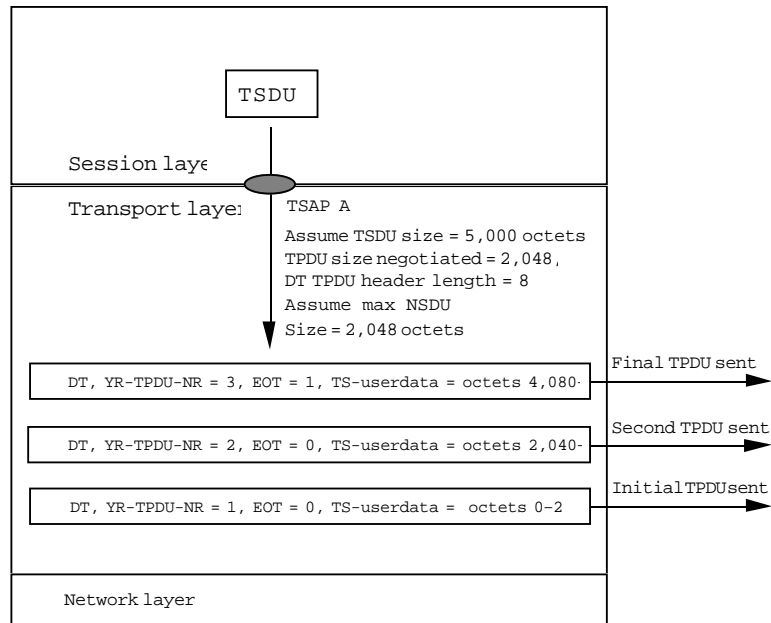 TSDU
Session laye
Transport layer
TSAP A
Assume TSDU size = 5,000 octets
TPDU size negotiated = 2,048,
DT TPDU header length = 8
Assume max NSDU
Size = 2,048 octets
Final TPDU sent
DT, YR-TPDU-NR = 3, EOT = 1, TS-userdata = octets 4,080-
Second TPDU sent
DT, YR-TPDU-NR = 2, EOT = 0, TS-userdata = octets 2,040-
Initial TPDU sent
DT, YR-TPDU-NR = 1, EOT = 0, TS-userdata = octets 0–2
Network layer